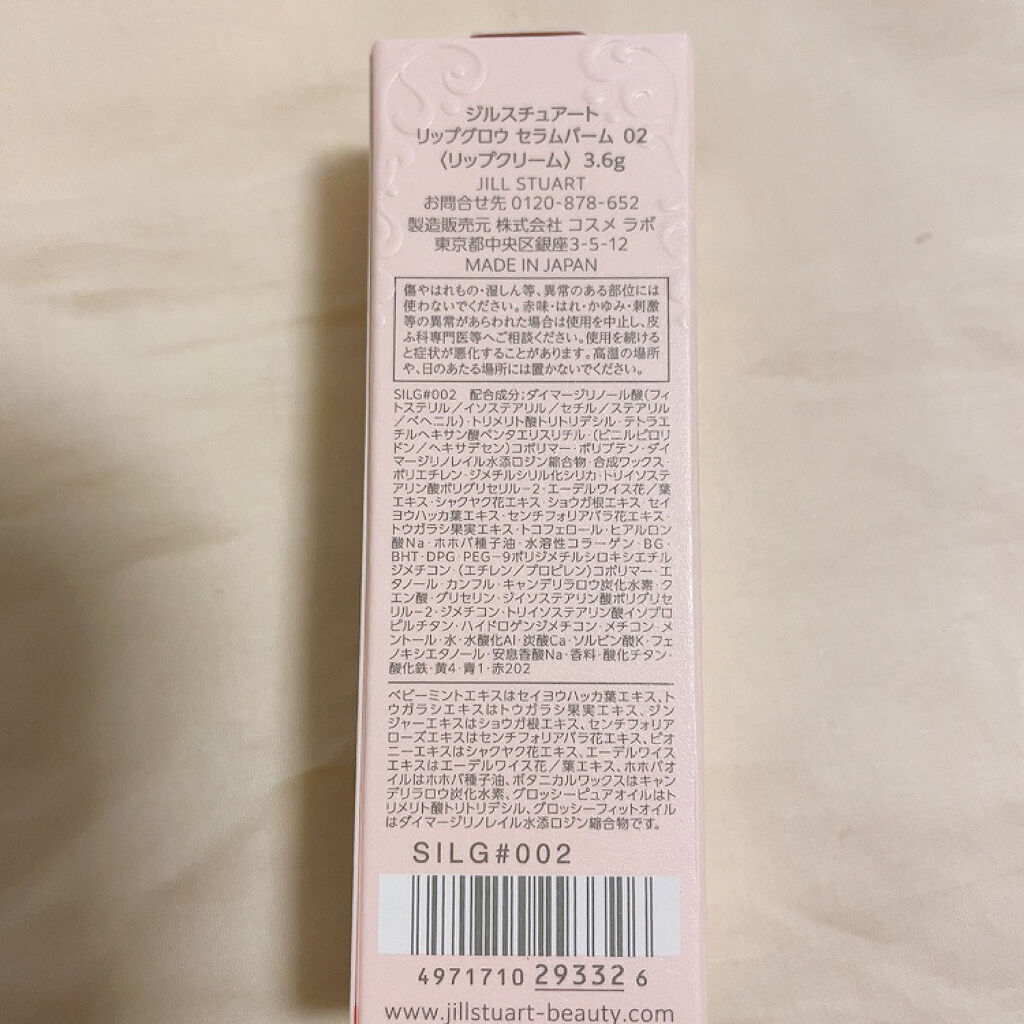 ジルスチュアート
リップグロウ セラムバーム 02
〈リップクリーム〉 3.6g
JILL STUART
お問合せ先 0120-878-652
製造販売元 株式会社 コスメ ラボ
東京都中央区銀座3-5-12
MADE IN JAPAN
傷やはれもの・湿しん等、異常のある部位には
使わないでください。赤味・はれ・かゆみ・刺激
等の異常があらわれた場合は使用を中止し、皮
ふ科専門医等へご相談ください。使用を続ける
と症状が悪化することがあります。高温の場所
や、日のあたる場所には置かないでください。
SILG#002 配合成分;ダイマージリノール酸(フィ
トステリル/イソステアリル/セチル/ステアリル
/ベヘニル)・トリメリト酸トリトリデシル・テトラエ
チルヘキサン酸ペンタエリスリチル・(ビニルピロリ
ドン/ヘキサデセン)コポリマー・ポリブテン・ダイ
マージリノレイル水添ロジン縮合物・合成ワックス・
ポリエチレン・ジメチルシリル化シリカ・トリイソステ
アリン酸ポリグリセリル-2・エーデルワイス花/葉
エキス・シャクヤク花エキス・ショウガ根エキス・セイ
ヨウハッカ葉エキス・センチフォリアバラ花エキス・
トウガラシ果実エキス・トコフェロール・ヒアルロン
酸Na・ホホバ種子油・水溶性コラーゲン・BG・
BHT・DPG・PEG-9ポリジメチルシロキシエチル
ジメチコン・(エチレン/プロピレン)コポリマー・エ
タノール・カンフル・キャンデリラロウ炭化水素・ク
エン酸・グリセリン・ジイソステアリン酸ポリグリセ
リル-2・ジメチコン・トリイソステアリン酸イソプロ
ピルチタン・ハイドロゲンジメチコン・メチコン・メ
ントール・水・水酸化Al・炭酸Ca・ソルビン酸K・フェ
ノキシエタノール・安息香酸Na・香料・酸化チタン・
酸化鉄・黄4・青1・赤202
ペピーミントエキスはセイヨウハッカ葉エキス、ト
ウガラシエキスはトウガラシ果実エキス、ジン
ジャーエキスはショウガ根エキス、センチフォリア
ローズエキスはセンチフォリアバラ花エキス、ピオ
ニーエキスはシャクヤク花エキス、エーデルワイス
エキスはエーデルワイス花/葉エキス、ホホバオ
イルはホホバ種子油、ボタニカルワックスはキャン
デリラロウ炭化水素、グロッシーピュアオイルはト
リメリト酸トリトリデシル、グロッシーフィットオイル
はダイマージリノレイル水添ロジン縮合物です。
SILG#002
4971710 29332 6
www.jillstuart-beauty.com